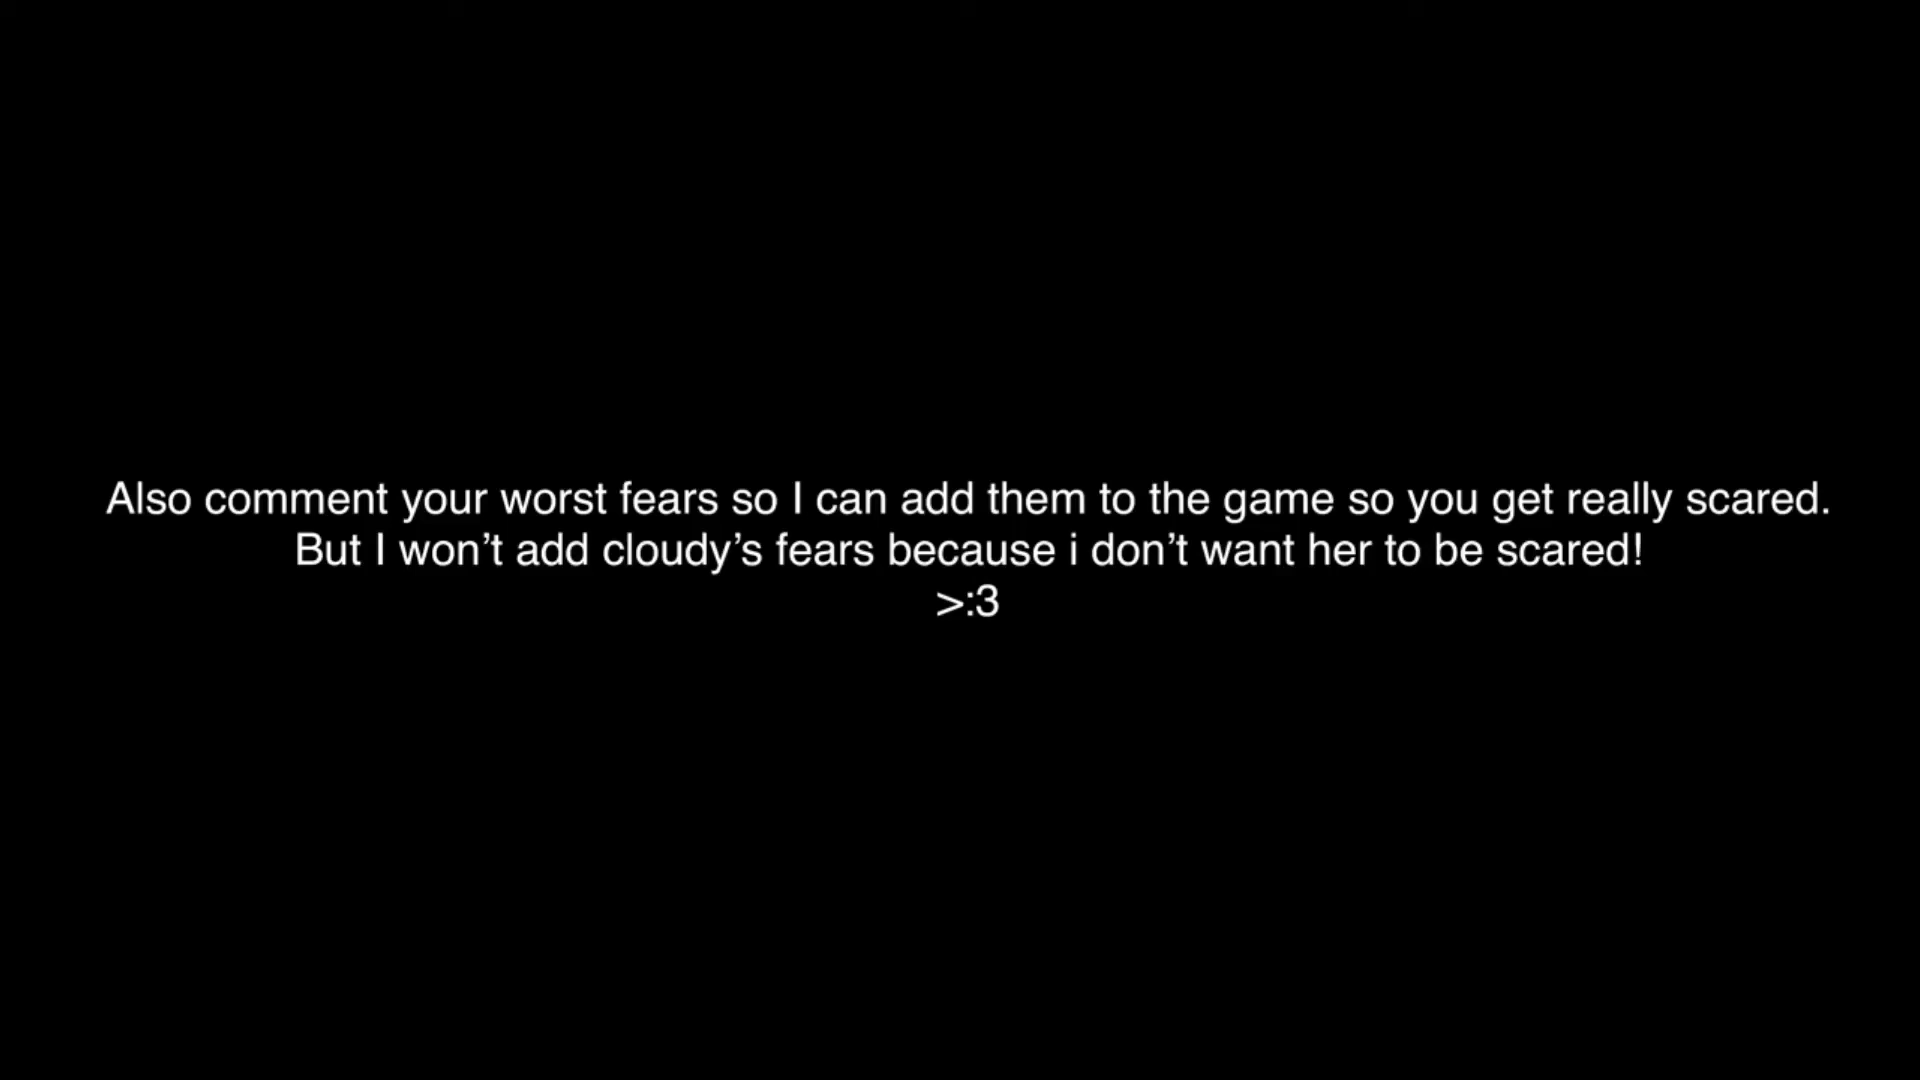 Also comment your worst fears so I can add them to the game so you get really scared.
But I won’t add cloudy’s fears because i don’t want her to be scared!
>:3